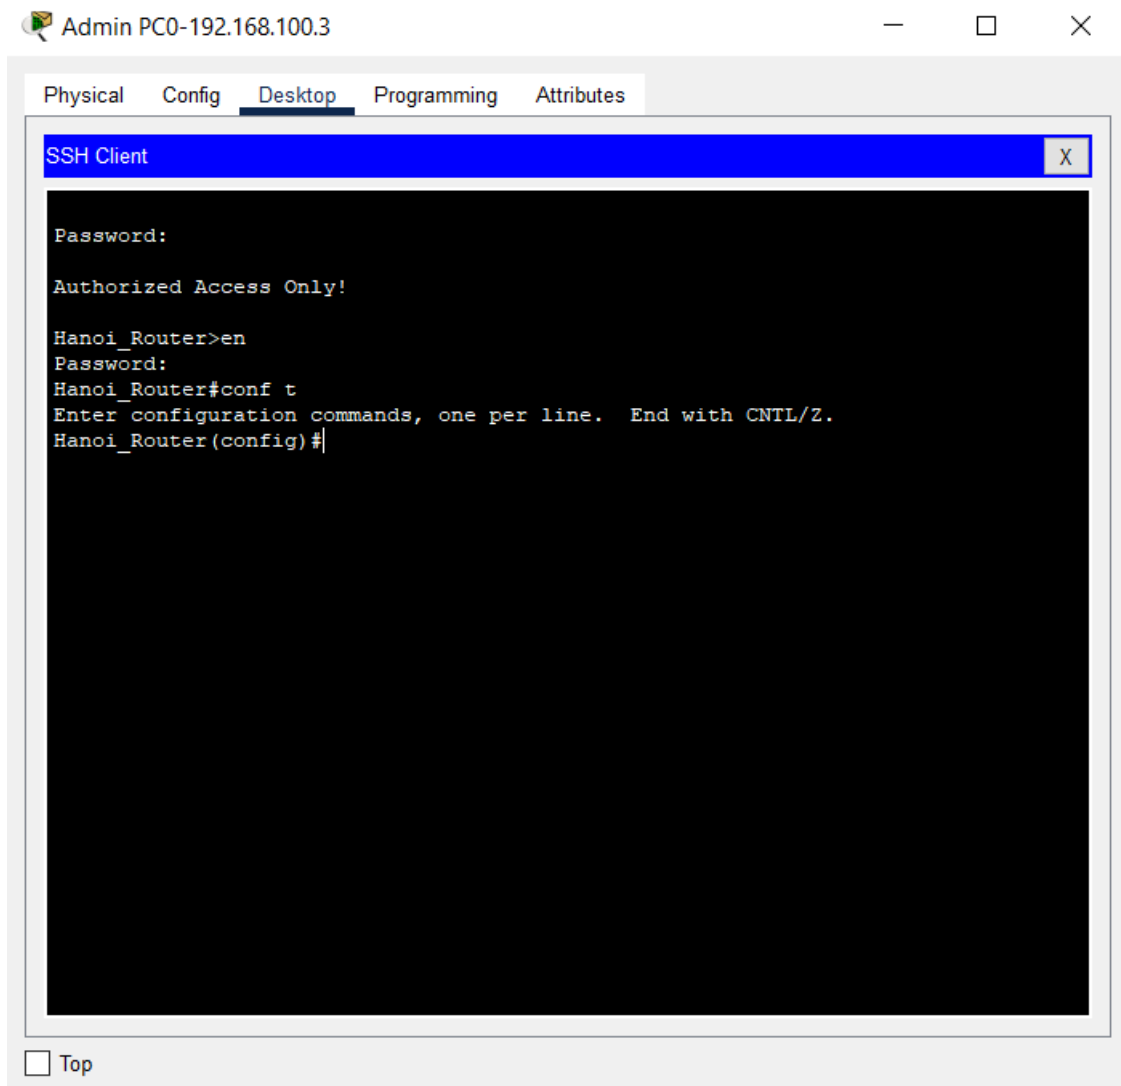 Admin PC0-192.168.100.3
Physical Config Desktop Programming Attributes
SSH Client X
Password:
Authorized Access Only!
Hanoi_Router>en
Password:
Hanoi_Router#conf t
Enter configuration commands, one per line.  End with CNTL/Z.
Hanoi_Router(config)#
Top